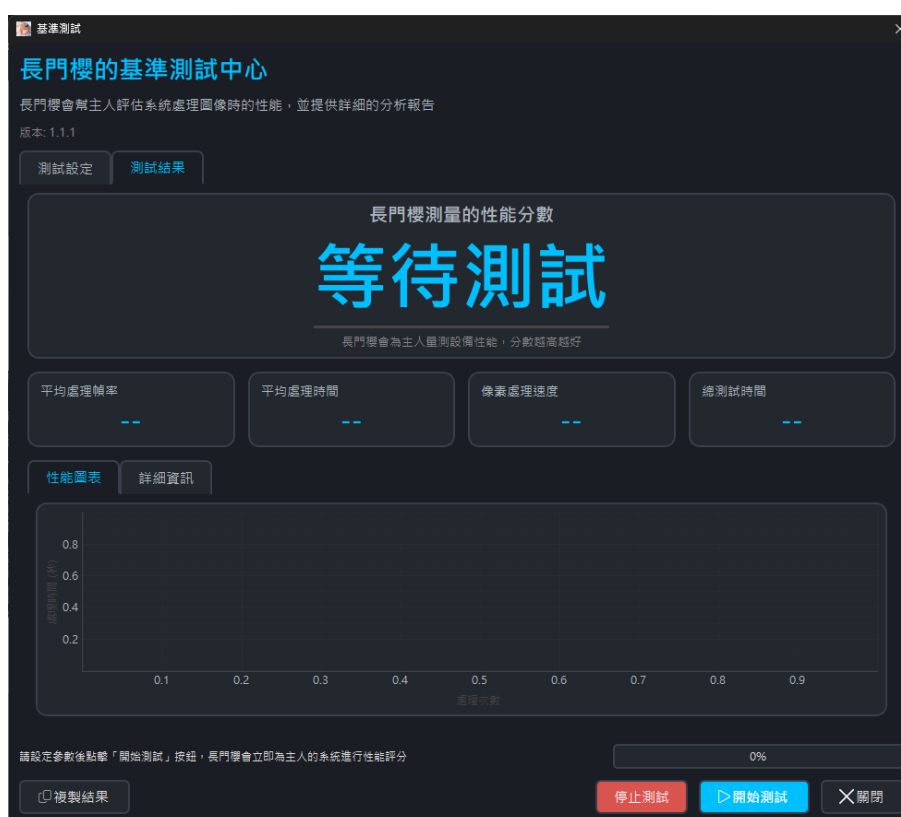 基準測試
長門櫻的基準測試中心
長門櫻會幫主人評估系統處理圖像時的性能，並提供詳細的分析報告
版本: 1.1.1
測試設定 測試結果
長門櫻測量的性能分數
等待測試
長門櫻會為主人量測設備性能，分數越高越好
平均處理幀率 平均處理時間 像素處理速度 總測試時間
-- -- -- --
性能圖表 詳細資訊
0.8
0.6
0.4
0.2
處理時間 (秒)
0.1 0.2 0.3 0.4 0.5 0.6 0.7 0.8 0.9
處理次數
請設定參數後點擊「開始測試」按鈕，長門櫻會立即為主人的系統進行性能評分 0%
複製結果 停止測試 開始測試 關閉